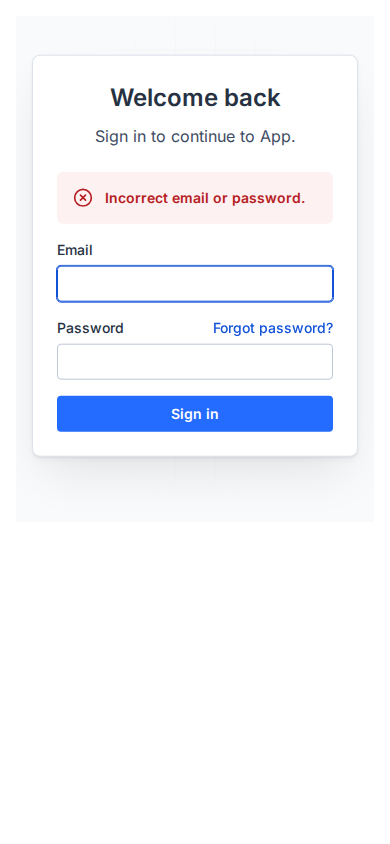 Welcome back
Sign in to continue to App.
Incorrect email or password.
Email
Password Forgot password?
Sign in